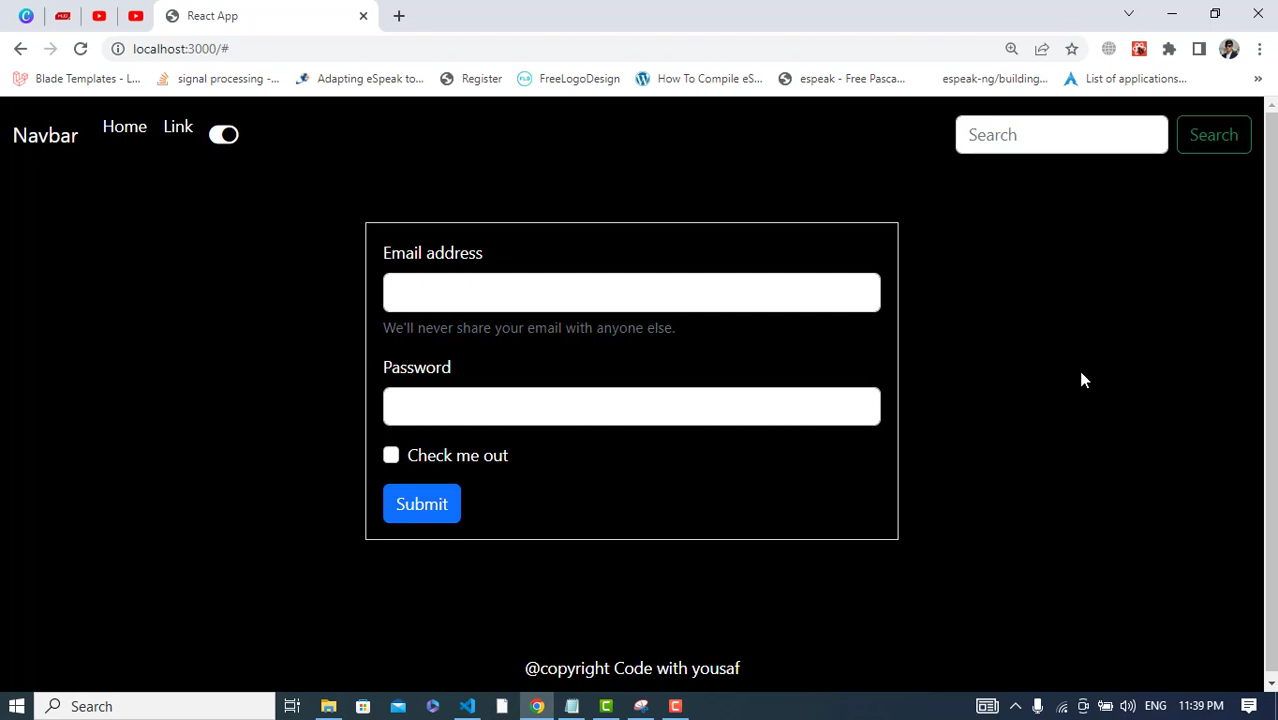 React App
localhost:3000/#
Blade Templates - L...
signal processing -...
Adapting eSpeak to...
Register
FLD
FreeLogoDesign
How To Compile eS...
espeak - Free Pasca...
espeak-ng/building...
List of applications...
Navbar
Home
Link
Search
Search
Email address
We'll never share your email with anyone else.
Password
Check me out
Submit
@copyright Code with yousaf
Search
ENG
11:39 PM